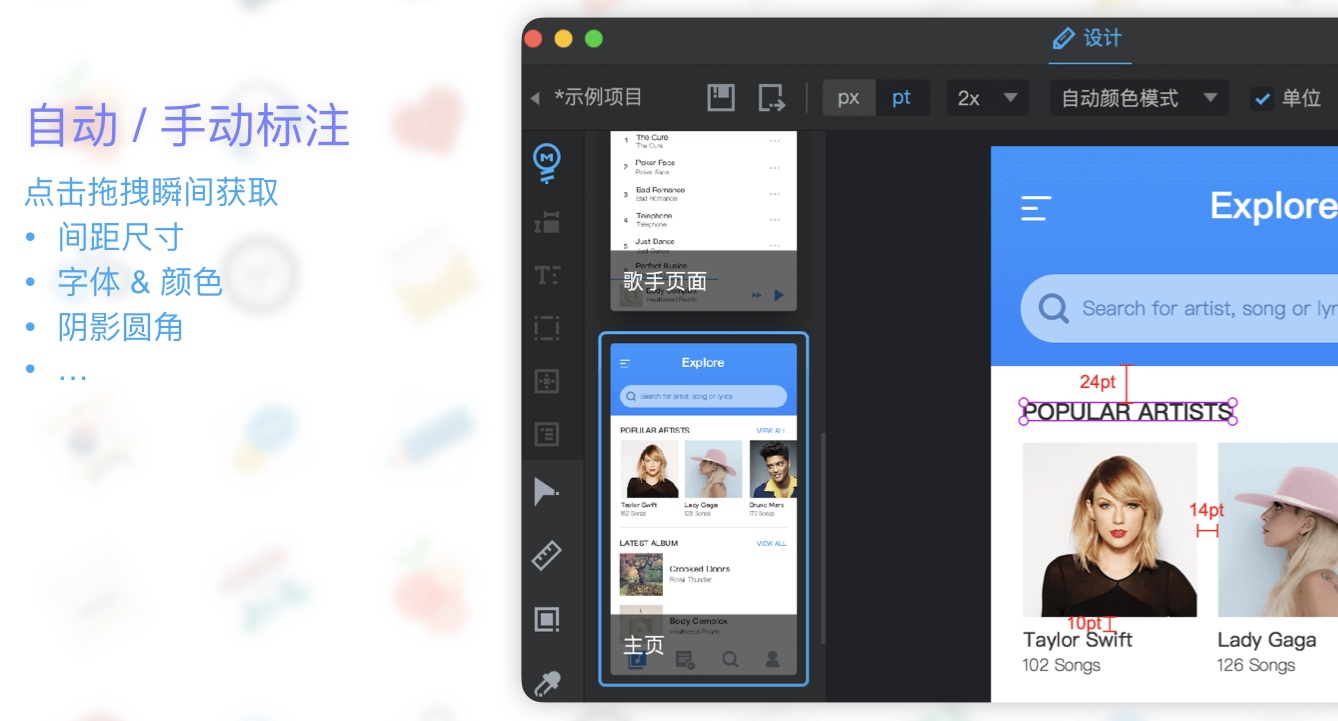 自动 / 手动标注
点击拖拽瞬间获取
• 间距尺寸
• 字体 & 颜色
• 阴影圆角
• ...
设计
*示例项目
px
pt
2x
自动颜色模式
单位
1 The Cure
The Cure
2 Poker Face
Poker Face
3 Bad Romance
Bad Romance
4 Telephone
Telephone
5 Just Dance
Just Dance
Perfect Illusion
歌手页面
Body Complex
Heathered Pearls
Explore
Search for artist, song or lyrics
POPULAR ARTISTS
VIEW ALL
Taylor Swift
102 Songs
Lady Gaga
126 Songs
Bruno Mars
172 Songs
LATEST ALBUM
VIEW ALL
Crooked Doors
Royal Thunder
Body Complex
Heathered Pearls
主页
Explore
Search for artist, song or lyr
24pt
POPULAR ARTISTS
14pt
10pt
Taylor Swift
102 Songs
Lady Gaga
126 Songs